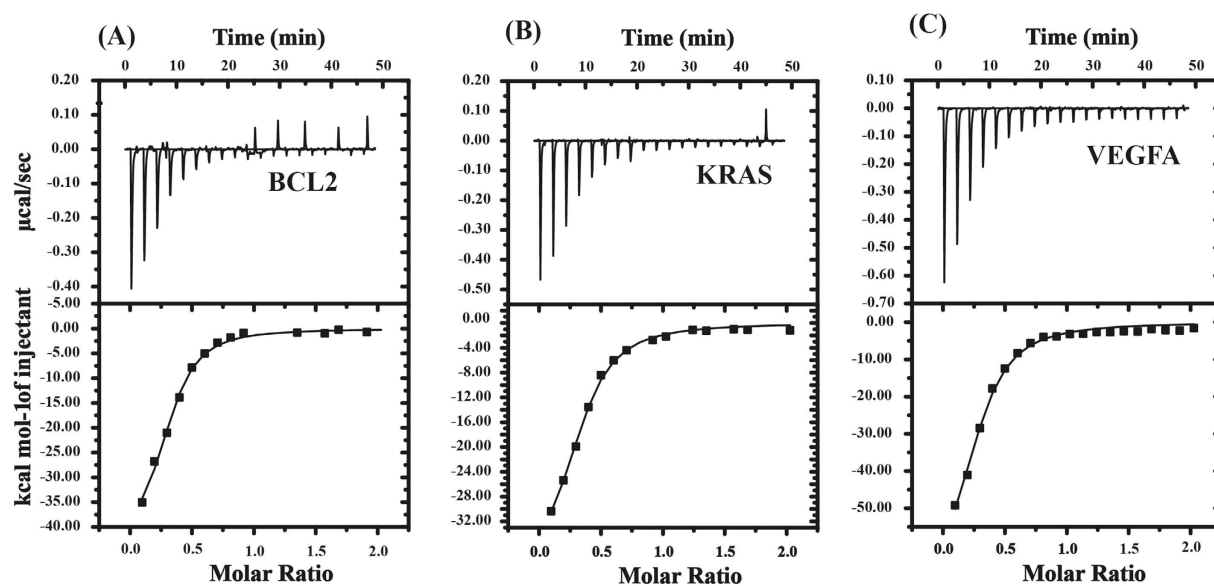 (A)
Time (min)
0 10 20 30 40 50
0.20
0.10
0.00
-0.10
-0.20
-0.30
-0.40
µcal/sec
BCL2
-5.00
0.00
-5.00
-10.00
-15.00
-20.00
-25.00
-30.00
-35.00
-40.00
kcal mol-1of injectant
0.0 0.5 1.0 1.5 2.0
Molar Ratio
(B)
Time (min)
0 10 20 30 40 50
0.20
0.10
0.00
-0.10
-0.20
-0.30
-0.40
-0.50
KRAS
-4.00
0.00
-4.00
-8.00
-12.00
-16.00
-20.00
-24.00
-28.00
-32.00
0.0 0.5 1.0 1.5 2.0
Molar Ratio
(C)
Time (min)
0 10 20 30 40 50
0.10
0.00
-0.10
-0.20
-0.30
-0.40
-0.50
-0.60
-0.70
VEGFA
0.00
-10.00
-20.00
-30.00
-40.00
-50.00
0.0 0.5 1.0 1.5 2.0
Molar Ratio